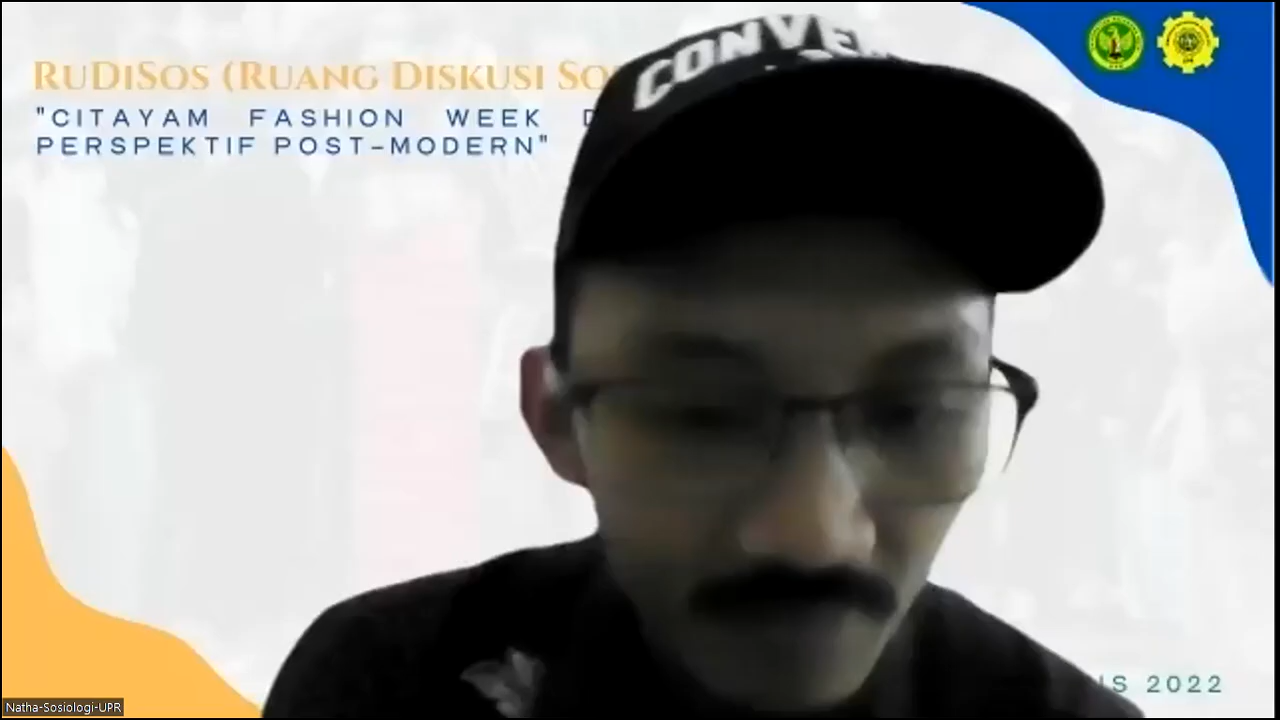 RUDISOS (RUANG DISKUSI SO
"CITAYAM FASHION WEEK D
PERSPEKTIF POST-MODERN"
CONVE
IS 2022
Natha-Sosiologi-UPR